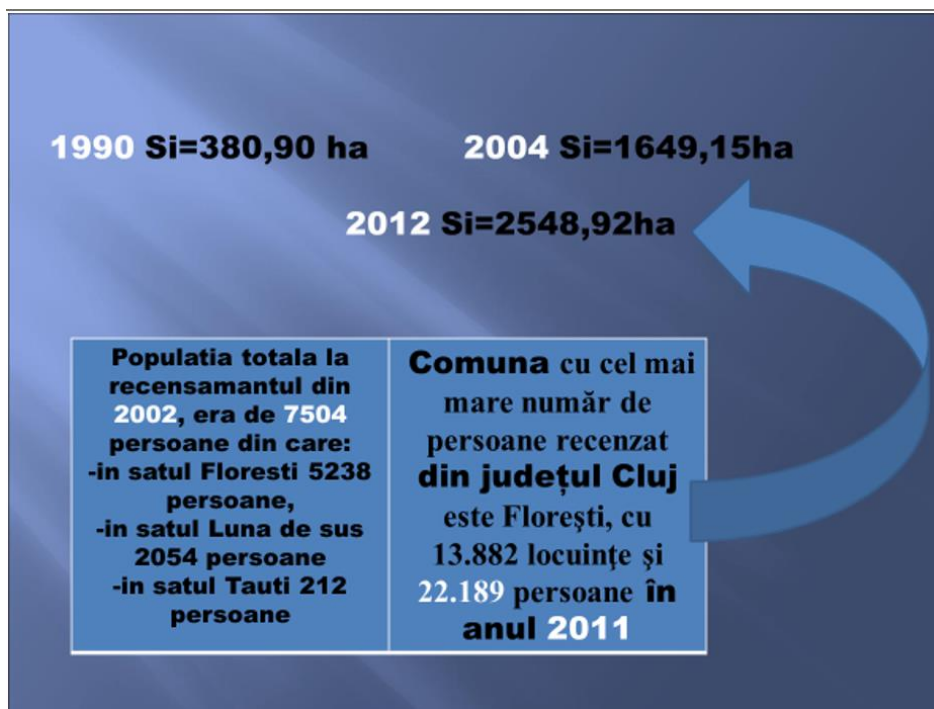 1990 Si=380,90 ha
2004 Si=1649,15ha
2012 Si=2548,92ha
Populatia totala la
recensamantul din
2002, era de 7504
persoane din care:
-in satul Floresti 5238
persoane,
-in satul Luna de sus
2054 persoane
-in satul Tauti 212
persoane
Comuna cu cel mai
mare număr de
persoane recenzat
din județul Cluj
este Floreşti, cu
13.882 locuinţe şi
22.189 persoane în
anul 2011